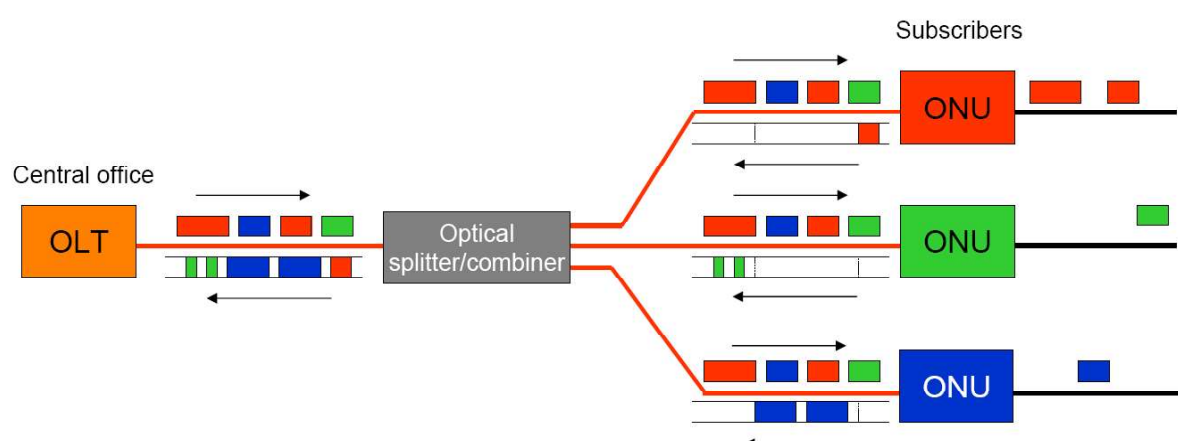 Subscribers
ONU
Central office
OLT
Optical
splitter/combiner
ONU
ONU